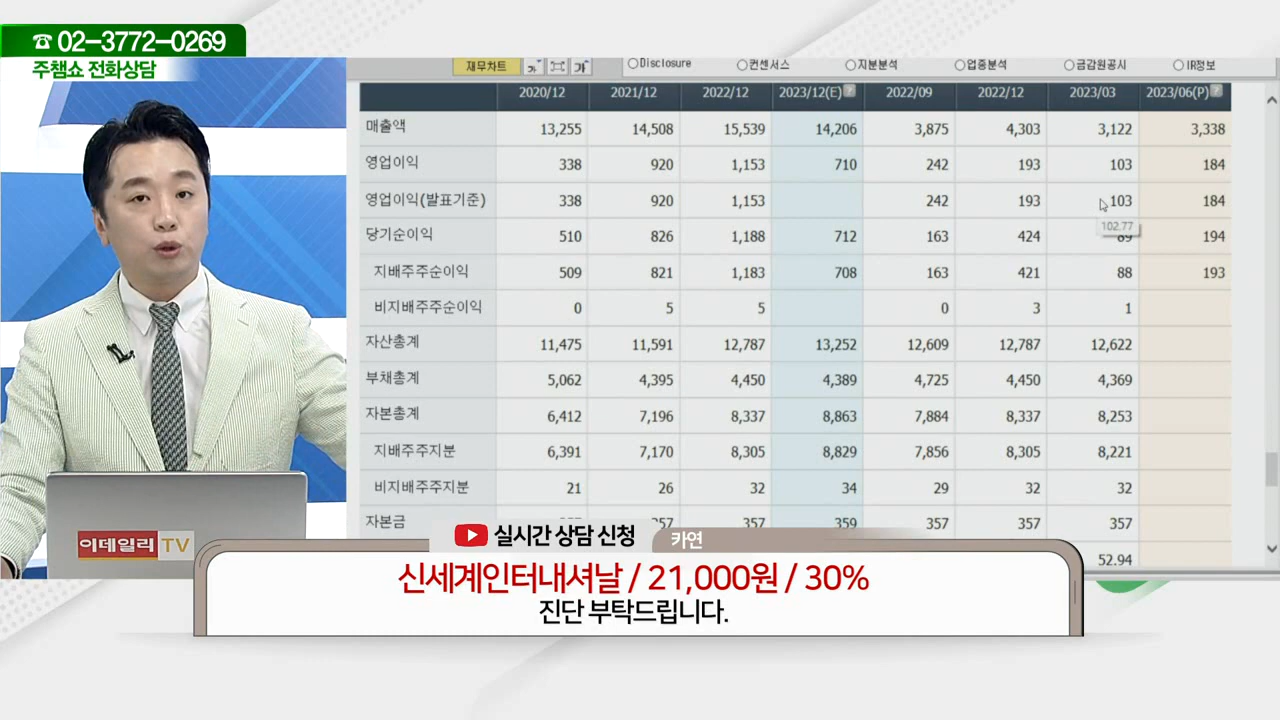 ☎ 02-3772-0269
주챔쇼 전화상담
재무차트 가 가 Disclosure 컨센서스 지분분석 업종분석 금감원공시 IR정보
2020/12 2021/12 2022/12 2023/12(E) 2022/09 2022/12 2023/03 2023/06(P)
매출액 13,255 14,508 15,539 14,206 3,875 4,303 3,122 3,338
영업이익 338 920 1,153 710 242 193 103 184
영업이익(발표기준) 338 920 1,153 242 193 103 184
102.77
당기순이익 510 826 1,188 712 163 424 89 194
지배주주순이익 509 821 1,183 708 163 421 88 193
비지배주주순이익 0 5 5 0 3 1
자산총계 11,475 11,591 12,787 13,252 12,609 12,787 12,622
부채총계 5,062 4,395 4,450 4,389 4,725 4,450 4,369
자본총계 6,412 7,196 8,337 8,863 7,884 8,337 8,253
지배주주지분 6,391 7,170 8,305 8,829 7,856 8,305 8,221
비지배주주지분 21 26 32 34 29 32 32
자본금 357 357 359 357 357 357
52.94
이데일리 TV
실시간 상담 신청 카연
신세계인터내셔날 / 21,000원 / 30%
진단 부탁드립니다.